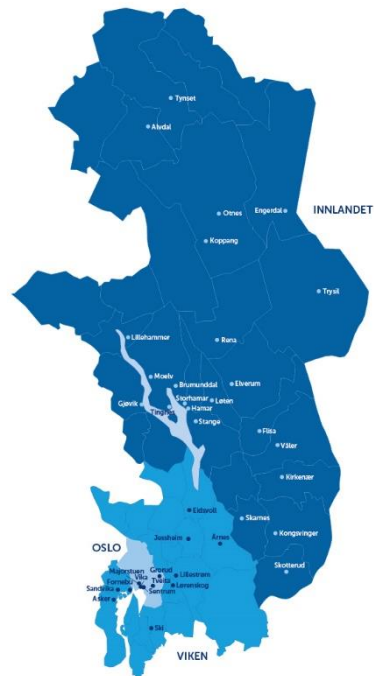 Tynset
Alvdal
Otnes
Engerdal
INNLANDET
Koppang
Trysil
Lillehammer
Rena
Moelv
Brumunddal
Elverum
Storhamar
Løten
Gjøvik
Tingnes
Hamar
Stange
Flisa
Våler
Kirkenær
Skarnes
Eidsvoll
Kongsvinger
Jessheim
Årnes
OSLO
Skotterud
Majorstuen
Grorud
Vika
Lillestrøm
Fornebu
Tveita
Sandvika
Lørenskog
Sentrum
Asker
Ski
VIKEN